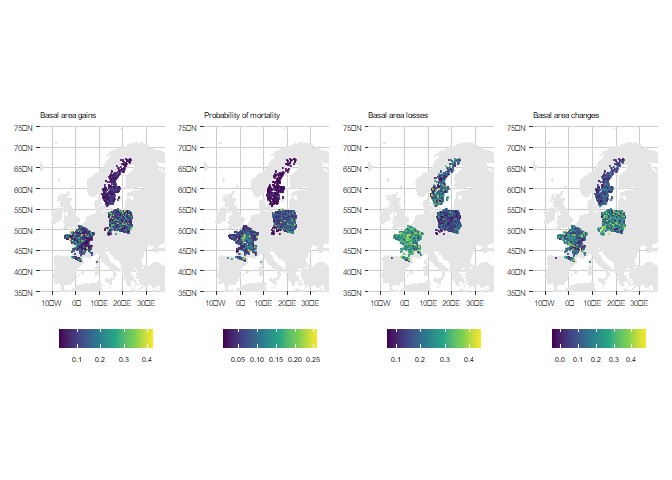 Basal area gains
Probability of mortality
Basal area losses
Basal area changes
75▯N 75▯N 75▯N 75▯N
70▯N 70▯N 70▯N 70▯N
65▯N 65▯N 65▯N 65▯N
60▯N 60▯N 60▯N 60▯N
55▯N 55▯N 55▯N 55▯N
50▯N 50▯N 50▯N 50▯N
45▯N 45▯N 45▯N 45▯N
40▯N 40▯N 40▯N 40▯N
35▯N 35▯N 35▯N 35▯N
10▯W 0▯ 10▯E 20▯E 30▯E 10▯W 0▯ 10▯E 20▯E 30▯E 10▯W 0▯ 10▯E 20▯E 30▯E 10▯W 0▯ 10▯E 20▯E 30▯E
0.1 0.2 0.3 0.4
0.05 0.10 0.15 0.20 0.25
0.1 0.2 0.3 0.4
0.0 0.2 0.4